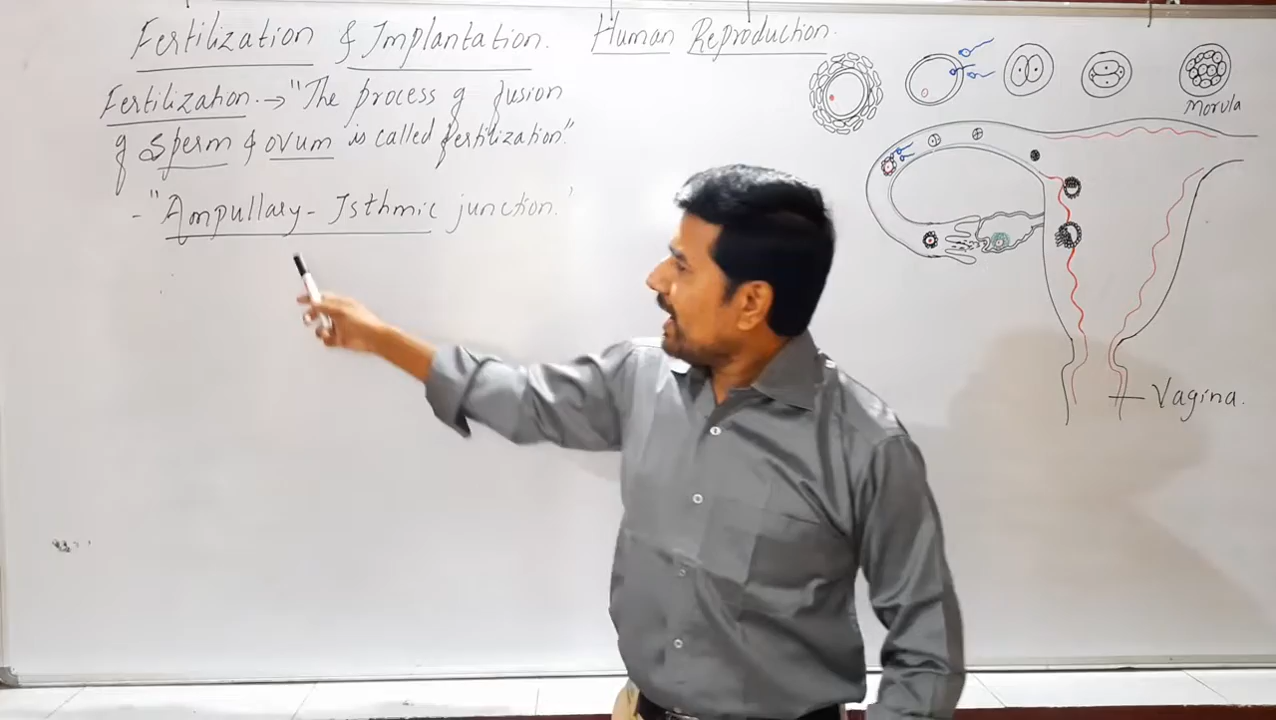 Fertilization & Implantation. Human Reproduction.
Fertilization. → "The process of fusion
of sperm & ovum is called fertilization"
- "Ampullary - Isthmic junction.'
Morula
Vagina.